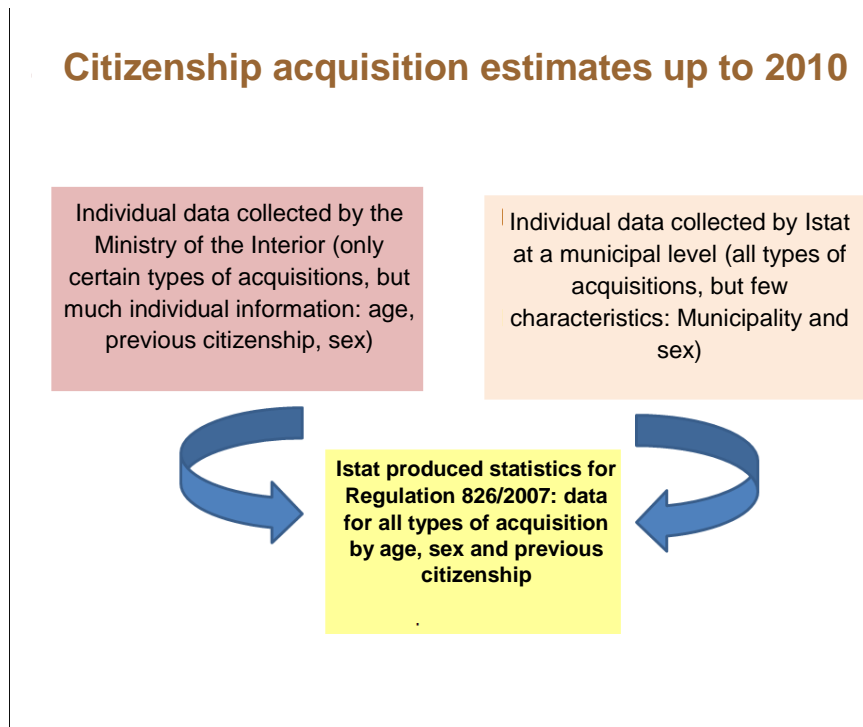 Citizenship acquisition estimates up to 2010
Individual data collected by the
Ministry of the Interior (only
certain types of acquisitions, but
much individual information: age,
previous citizenship, sex)
Individual data collected by Istat
at a municipal level (all types of
acquisitions, but few
characteristics: Municipality and
sex)
Istat produced statistics for
Regulation 826/2007: data
for all types of acquisition
by age, sex and previous
citizenship
.